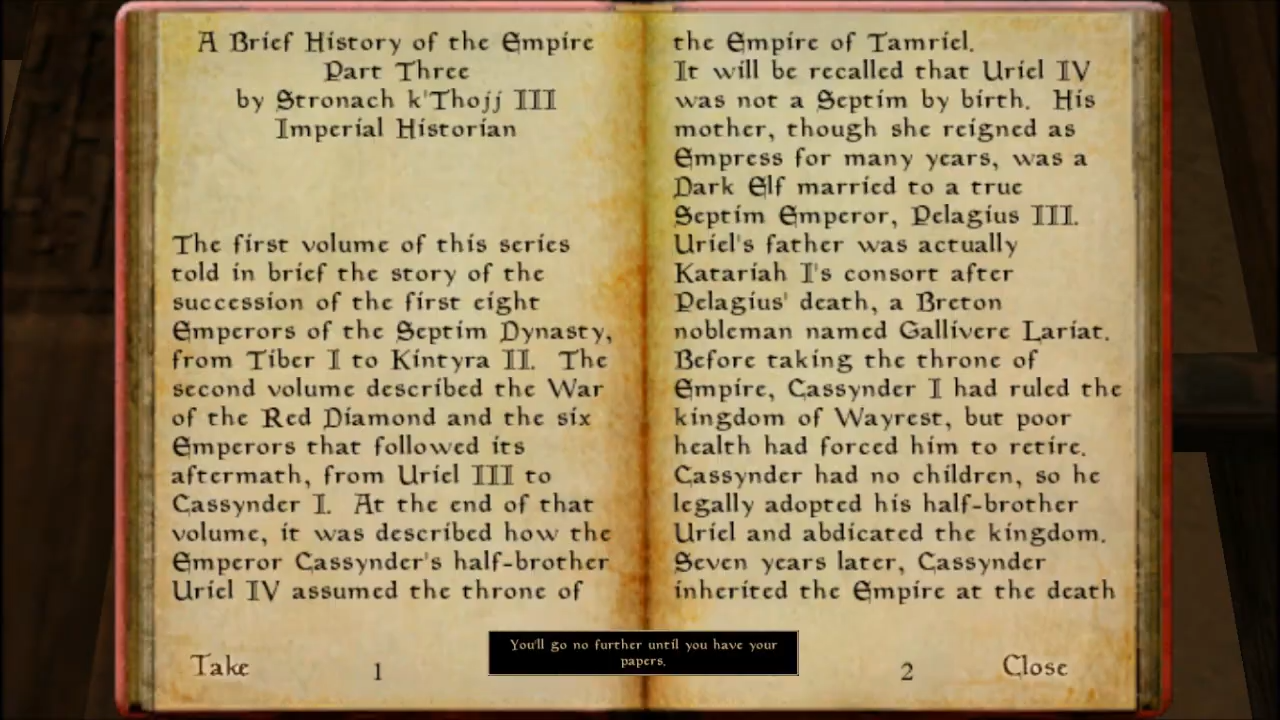 A Brief History of the Empire
Part Three
by Stronach k'Thojj III
Imperial Historian
The first volume of this series
told in brief the story of the
succession of the first eight
Emperors of the Septim Dynasty,
from Tiber I to Kintyra II. The
second volume described the War
of the Red Diamond and the six
Emperors that followed its
aftermath, from Uriel III to
Cassynder I. At the end of that
volume, it was described how the
Emperor Cassynder's half-brother
Uriel IV assumed the throne of
Take
1
the Empire of Tamriel.
It will be recalled that Uriel IV
was not a Septim by birth. His
mother, though she reigned as
Empress for many years, was a
Dark Elf married to a true
Septim Emperor, Pelagius III.
Uriel's father was actually
Katariah I's consort after
Pelagius' death, a Breton
nobleman named Gallivere Lariat.
Before taking the throne of
Empire, Cassynder I had ruled the
kingdom of Wayrest, but poor
health had forced him to retire.
Cassynder had no children, so he
legally adopted his half-brother
Uriel and abdicated the kingdom.
Seven years later, Cassynder
inherited the Empire at the death
2
Close
You'll go no further until you have your
papers.